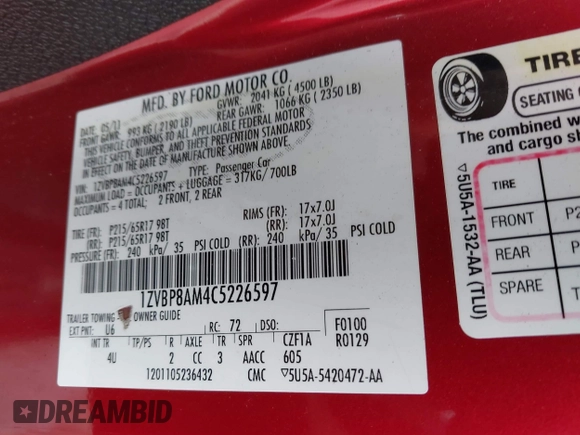 MFD. BY FORD MOTOR CO.
DATE: 05/11 GVWR: 2041 KG (4500 LB)
FRONT GAWR: 993 KG (2190 LB) REAR GAWR: 1066 KG (2350 LB)
THIS VEHICLE CONFORMS TO ALL APPLICABLE FEDERAL MOTOR
VEHICLE SAFETY, BUMPER, AND THEFT PREVENTION STANDARDS
IN EFFECT ON THE DATE OF MANUFACTURE SHOWN ABOVE.
VIN: 1ZVBP8AM4C5226597 TYPE: Passenger Car
MAXIMUM LOAD = OCCUPANTS + LUGGAGE = 317KG/700LB
OCCUPANTS = 4 TOTAL: 2 FRONT, 2 REAR
TIRE (FF): P215/65R17 98T RIMS (FF): 17x7.0J
(RR): P215/65R17 98T (RR): 17x7.0J
PRESSURE (FF): 240 kPa/ 35 PSI COLD (RR): 240 kPa/ 35 PSI COLD
1ZVBP8AM4C5226597
TRAILER TOWING - OWNER GUIDE
EXT PNT: U6 RC: 72 DSO: F0100
INT TR TP/PS R AXLE TR SPR CZF1A R0129
4U 2 CC 3 AACC 605
1201105236432 CMC ▽5U5A-5420472-AA
TIRE
SEATING
The combined w
and cargo s
TIRE
FRONT P2
REAR P
SPARE T
▽5U5A-1532-AA (TLU)
DREAMBID